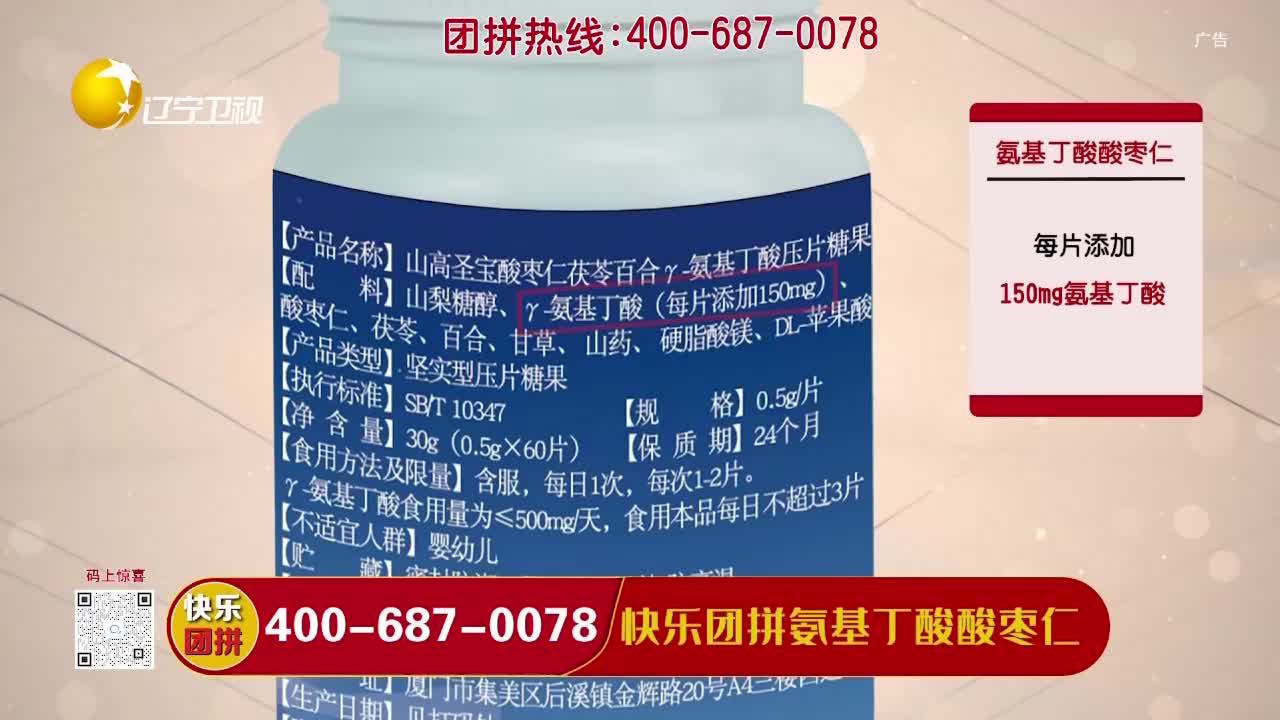 团拼热线:400-687-0078
广告
辽宁卫视
氨基丁酸酸枣仁
每片添加
150mg氨基丁酸
【产品名称】山高圣宝酸枣仁茯苓百合γ-氨基丁酸压片糖果
【配 料】山梨糖醇、γ-氨基丁酸（每片添加150mg）、
酸枣仁、茯苓、百合、甘草、山药、硬脂酸镁、DL-苹果酸
【产品类型】坚实型压片糖果
【执行标准】SB/T 10347 【规 格】0.5g/片
【净 含 量】30g（0.5g×60片） 【保 质 期】24个月
【食用方法及限量】含服，每日1次，每次1-2片。
γ-氨基丁酸食用量为≤500mg/天，食用本品每日不超过3片
【不适宜人群】婴幼儿
【贮 藏】
码上惊喜
快乐
团拼
400-687-0078
快乐团拼氨基丁酸酸枣仁
址】厦门市集美区后溪镇金辉路20号A4三楼
【生产日期】